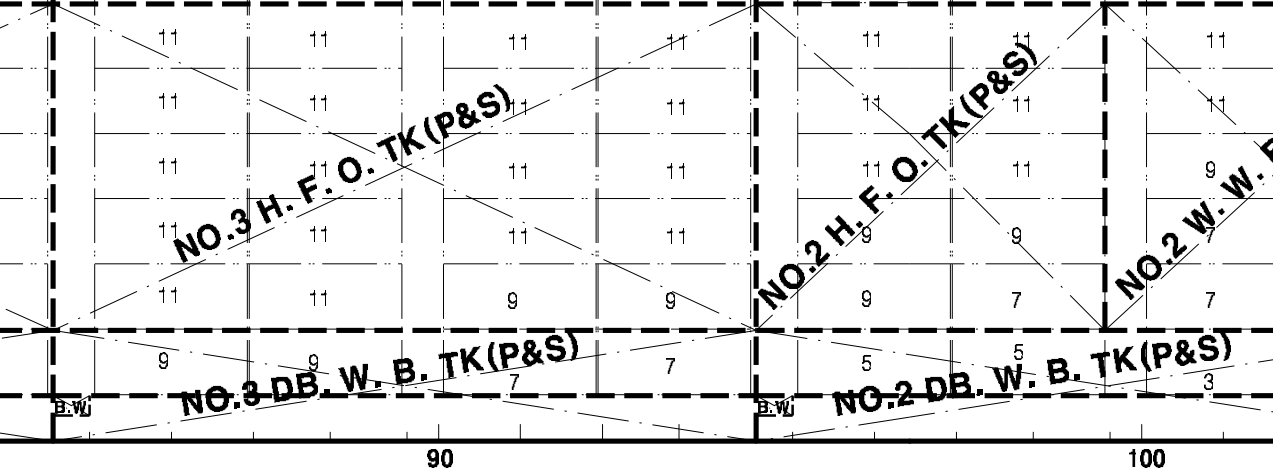 11 11 11 11 11 11 11
11 11 11 11 11 11 11
11 11 11 11 11 11 9
11 11 11 11 9 9 7
11 11 9 9 9 7 7
NO.3 H. F. O. TK(P&S)
NO.2 H. F. O. TK(P&S)
NO.2 W. W.
9 9 7 7 5 5 3
NO.3 DB. W. B. TK(P&S)
NO.2 DB. W. B. TK(P&S)
B.W. B.W.
90 100